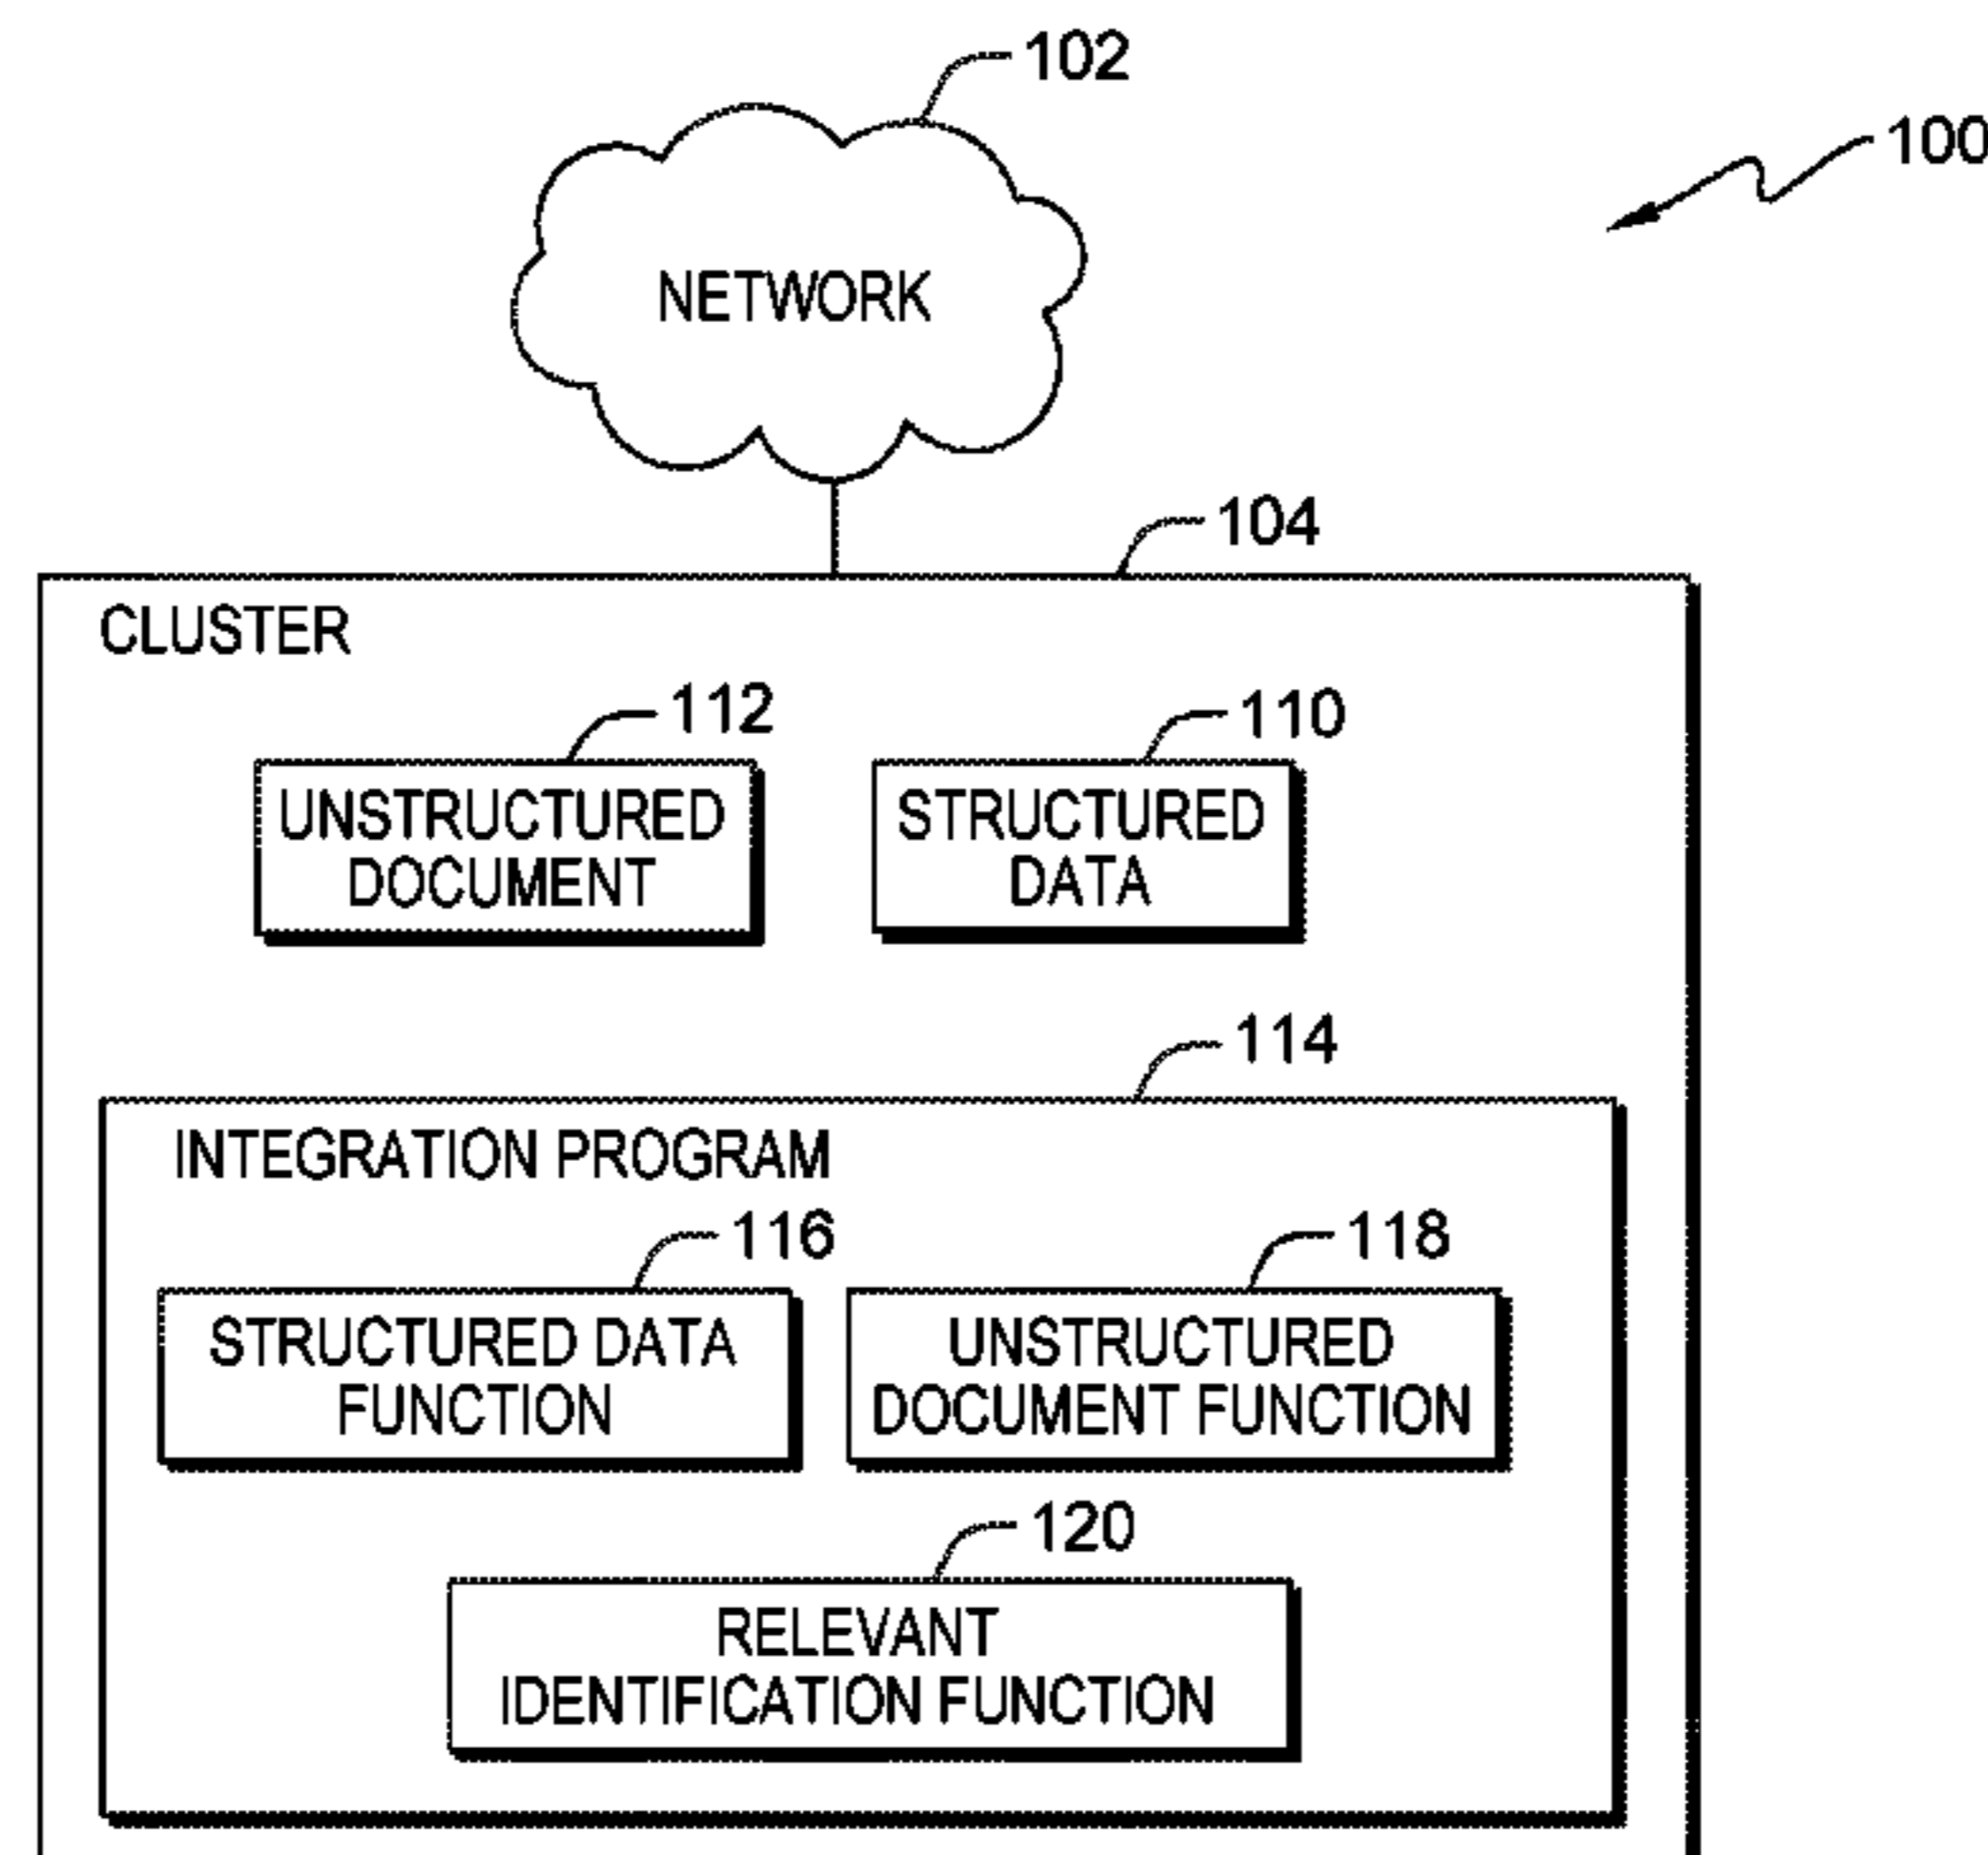 102
100
NETWORK
104
CLUSTER
112
110
UNSTRUCTURED
DOCUMENT
STRUCTURED
DATA
114
INTEGRATION PROGRAM
116
118
STRUCTURED DATA
FUNCTION
UNSTRUCTURED
DOCUMENT FUNCTION
120
RELEVANT
IDENTIFICATION FUNCTION